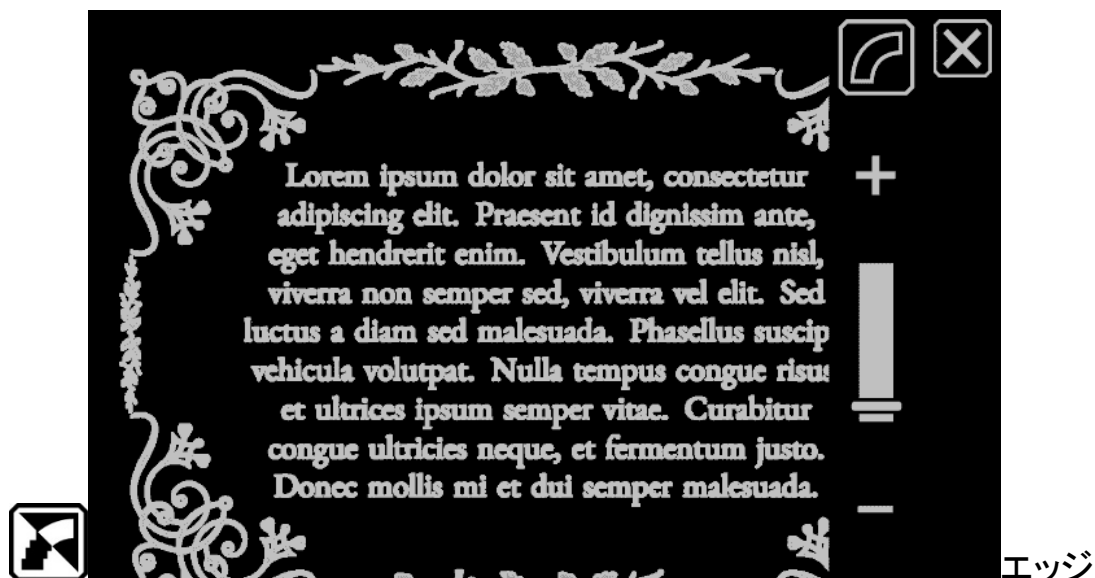 Lorem ipsum dolor sit amet, consectetur
adipiscing elit. Praesent id dignissim ante,
eget hendrerit enim. Vestibulum tellus nisl,
viverra non semper sed, viverra vel elit. Sed
luctus a diam sed malesuada. Phasellus suscip
vehicula volutpat. Nulla tempus congue risus
et ultrices ipsum semper vitae. Curabitur
congue ultricies neque, et fermentum justo.
Donec mollis mi et dui semper malesuada.
エッジ